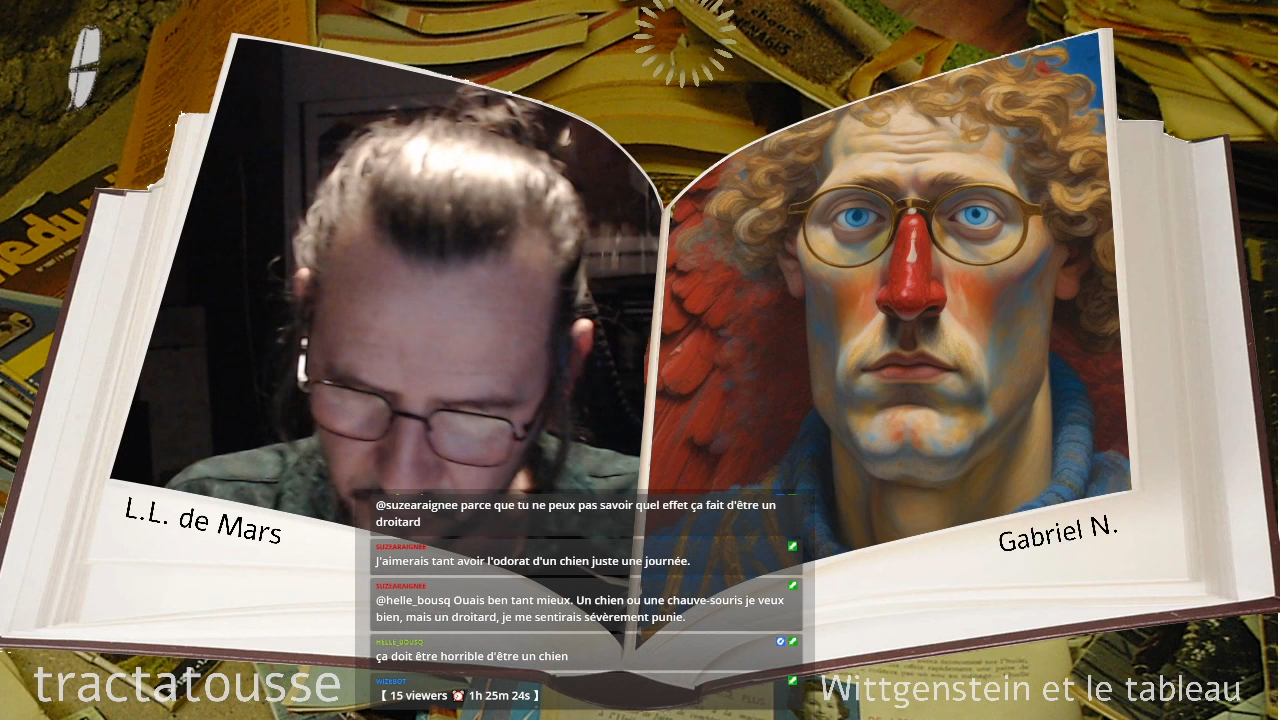 L.L. de Mars
Gabriel N.
@suzearaignee parce que tu ne peux pas savoir quel effet ça fait d'être un
droitard
SUZEARAIGNEE
J'aimerais tant avoir l'odorat d'un chien juste une journée.
SUZEARAIGNEE
@helle_bousq Ouais ben tant mieux. Un chien ou une chauve-souris je veux
bien, mais un droitard, je me sentirais sévèrement punie.
HELLE_BOUSQ
ça doit être horrible d'être un chien
WIZEBOT
[ 15 viewers ⏰ 1h 25m 24s ]
tractatousse
Wittgenstein et le tableau